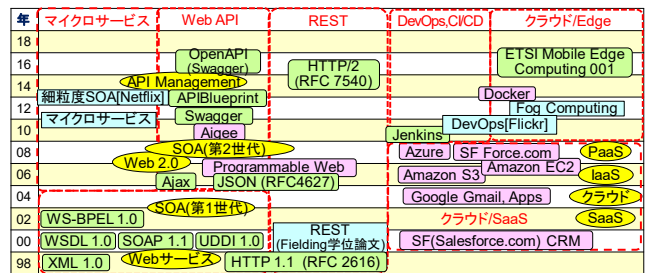 年 マイクロサービス Web API REST DevOps,CI/CD クラウド/Edge
18
16
14
12
10
08
06
04
02
00
98
OpenAPI
(Swagger)
HTTP/2
(RFC 7540)
ETSI Mobile Edge
Computing 001
API Management
細粒度SOA[Netflix]
APIBlueprint
Docker
マイクロサービス
Swagger
Fog Computing
Apigee
DevOps[Flickr]
Jenkins
SOA(第2世代)
Azure
SF Force.com
PaaS
Web 2.0
Programmable Web
Amazon S3
Amazon EC2
IaaS
Ajax
JSON (RFC4627)
SOA(第1世代)
Google Gmail, Apps
クラウド
WS-BPEL 1.0
クラウド/SaaS
SaaS
WSDL 1.0
SOAP 1.1
UDDI 1.0
REST
(Fielding学位論文)
SF(Salesforce.com) CRM
XML 1.0
Webサービス
HTTP 1.1 (RFC 2616)